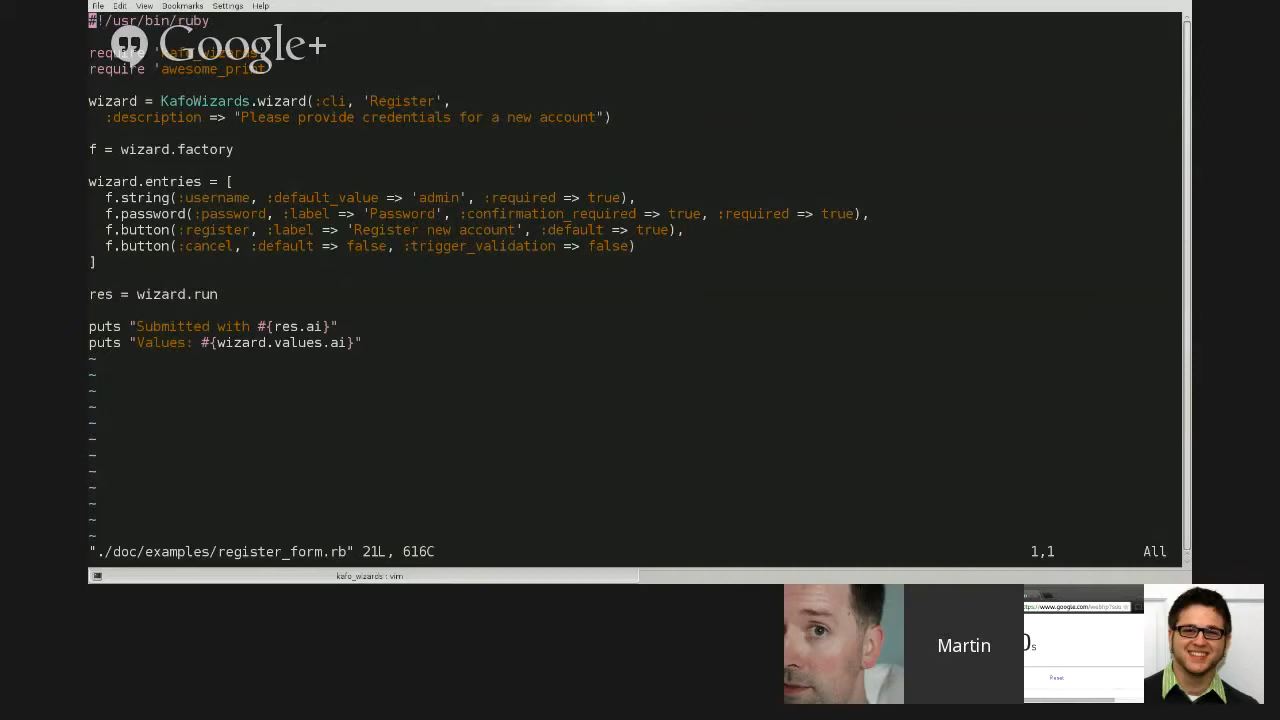 File Edit View Bookmarks Settings Help
#!/usr/bin/ruby
Google+
require 'kafo_wizards'
require 'awesome_print'
wizard = KafoWizards.wizard(:cli, 'Register',
:description => "Please provide credentials for a new account")
f = wizard.factory
wizard.entries = [
f.string(:username, :default_value => 'admin', :required => true),
f.password(:password, :label => 'Password', :confirmation_required => true, :required => true),
f.button(:register, :label => 'Register new account', :default => true),
f.button(:cancel, :default => false, :trigger_validation => false)
]
res = wizard.run
puts "Submitted with #{res.ai}"
puts "Values: #{wizard.values.ai}"
~
~
~
~
~
~
~
~
~
~
~
~
"./doc/examples/register_form.rb" 21L, 616C 1,1 All
kafo_wizards : vim
Martin
0s
Reset